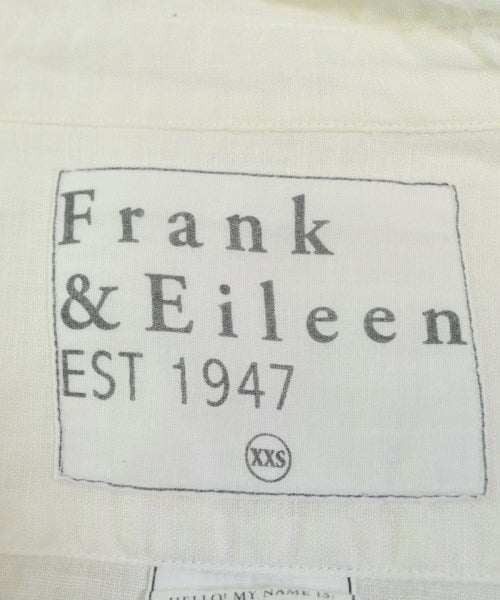 Frank
& Eileen
EST 1947
XXS
HELLO! MY NAME IS: